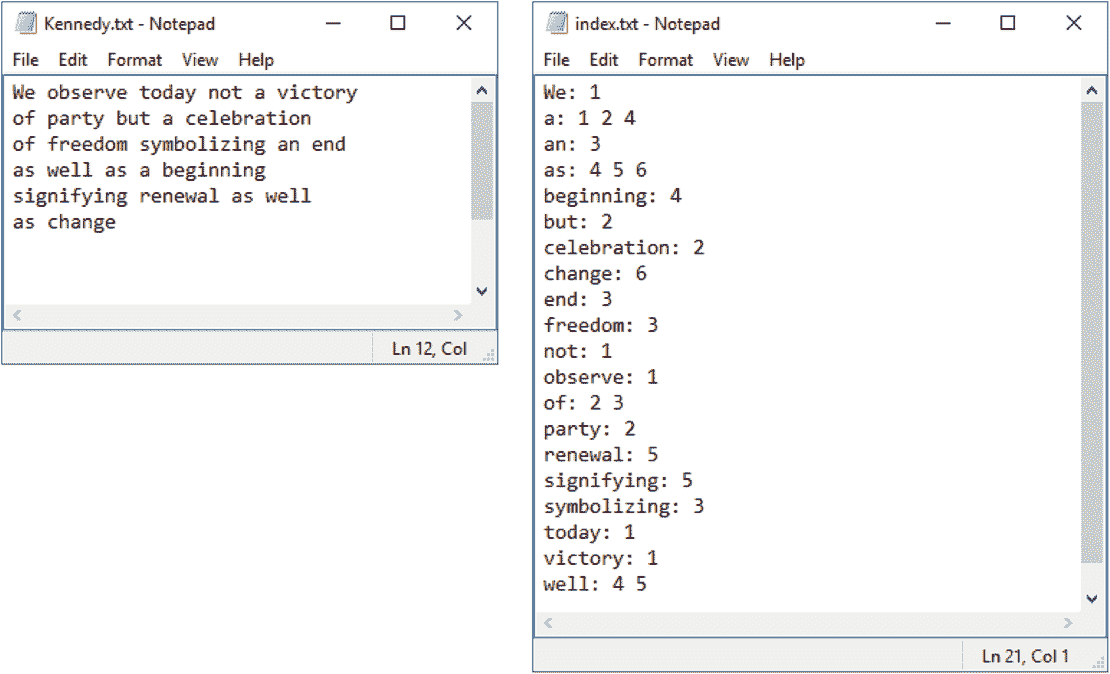 Kennedy.txt - Notepad
File Edit Format View Help
We observe today not a victory
of party but a celebration
of freedom symbolizing an end
as well as a beginning
signifying renewal as well
as change
Ln 12, Col
index.txt - Notepad
File Edit Format View Help
We: 1
a: 1 2 4
an: 3
as: 4 5 6
beginning: 4
but: 2
celebration: 2
change: 6
end: 3
freedom: 3
not: 1
observe: 1
of: 2 3
party: 2
renewal: 5
signifying: 5
symbolizing: 3
today: 1
victory: 1
well: 4 5
Ln 21, Col 1